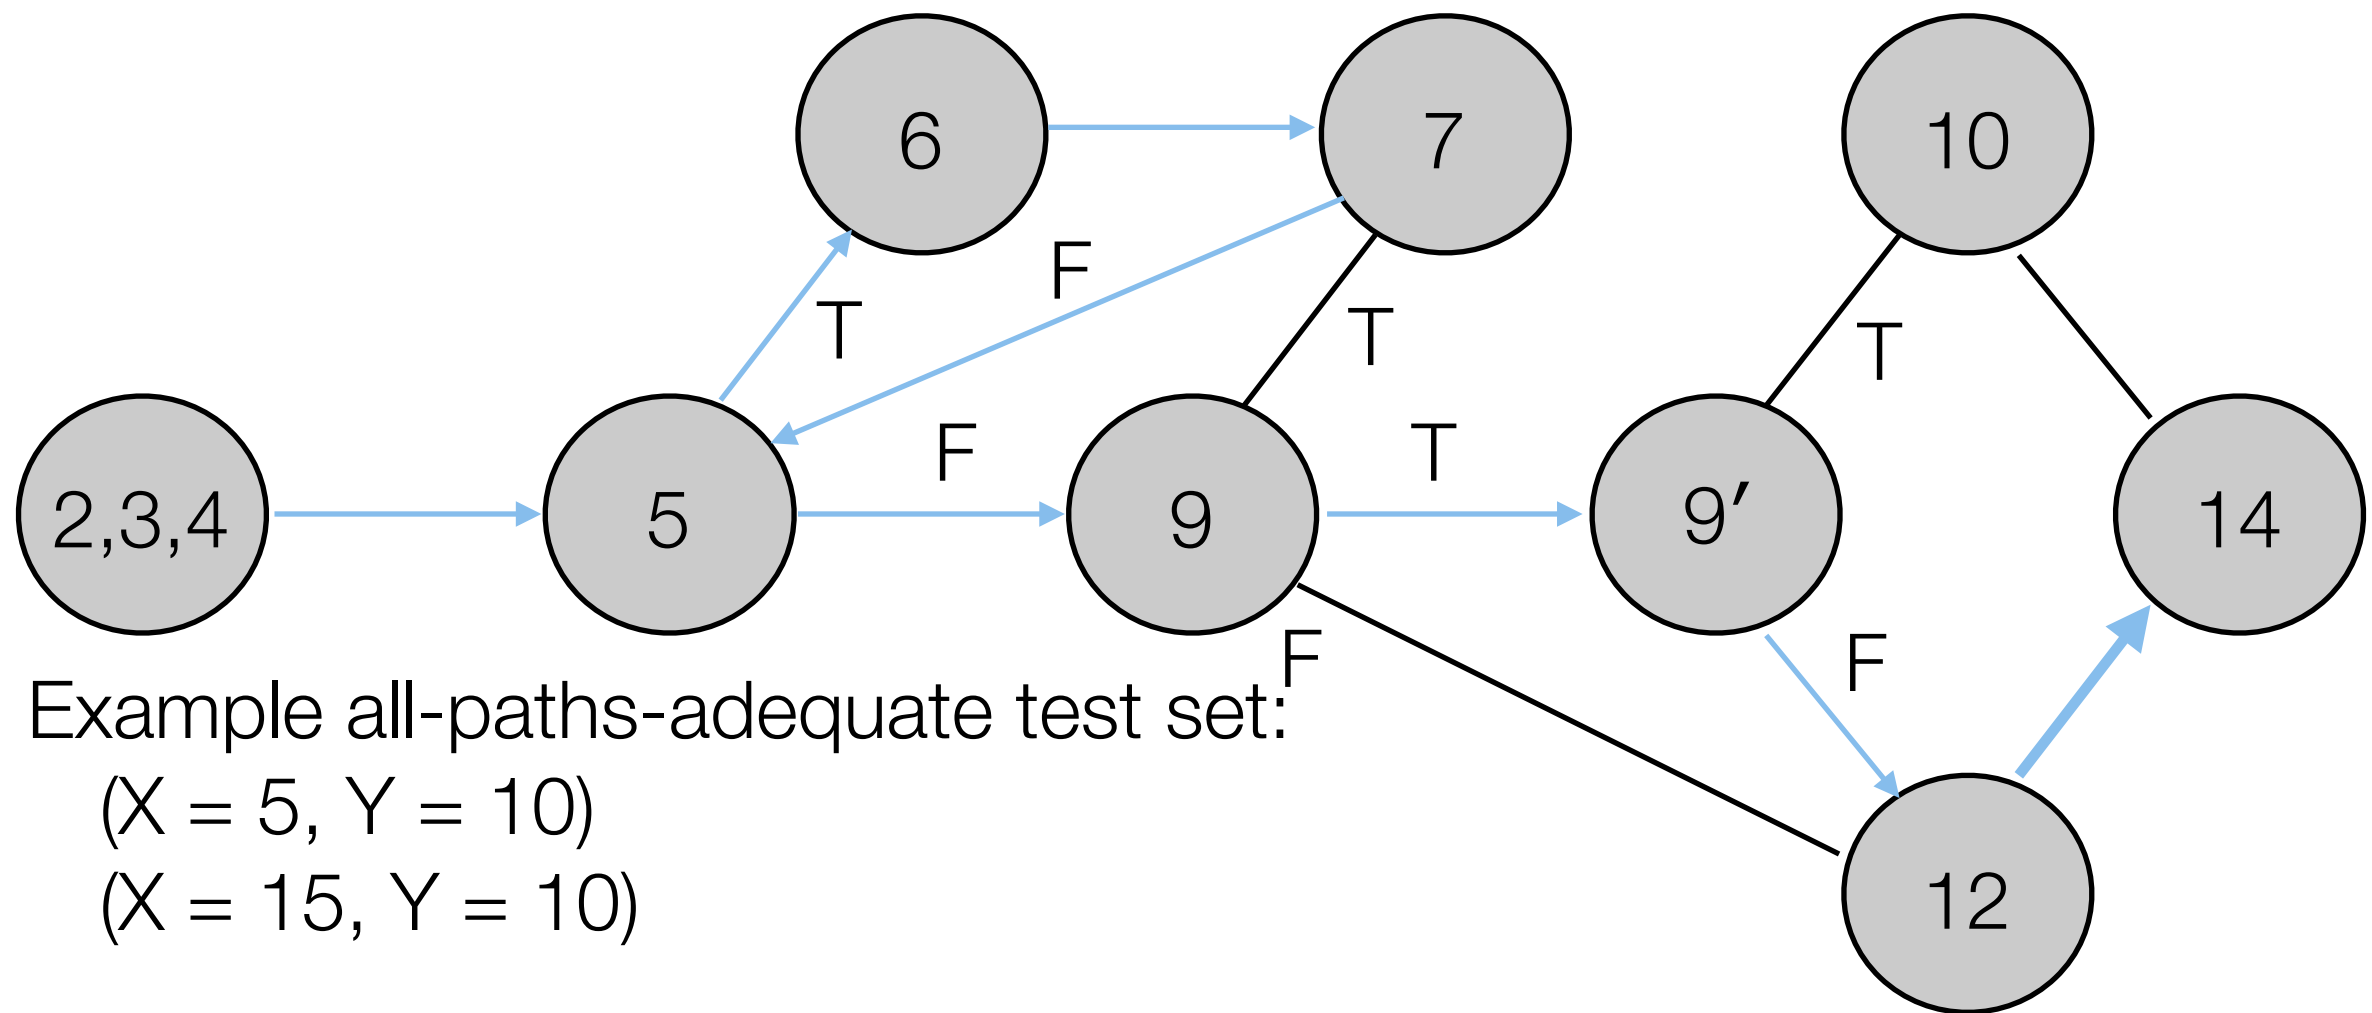 6
7
10
F
T
T
T
F
T
2,3,4
5
9
9′
14
F
F
Example all-paths-adequate test set:
(X = 5, Y = 10)
(X = 15, Y = 10)
12